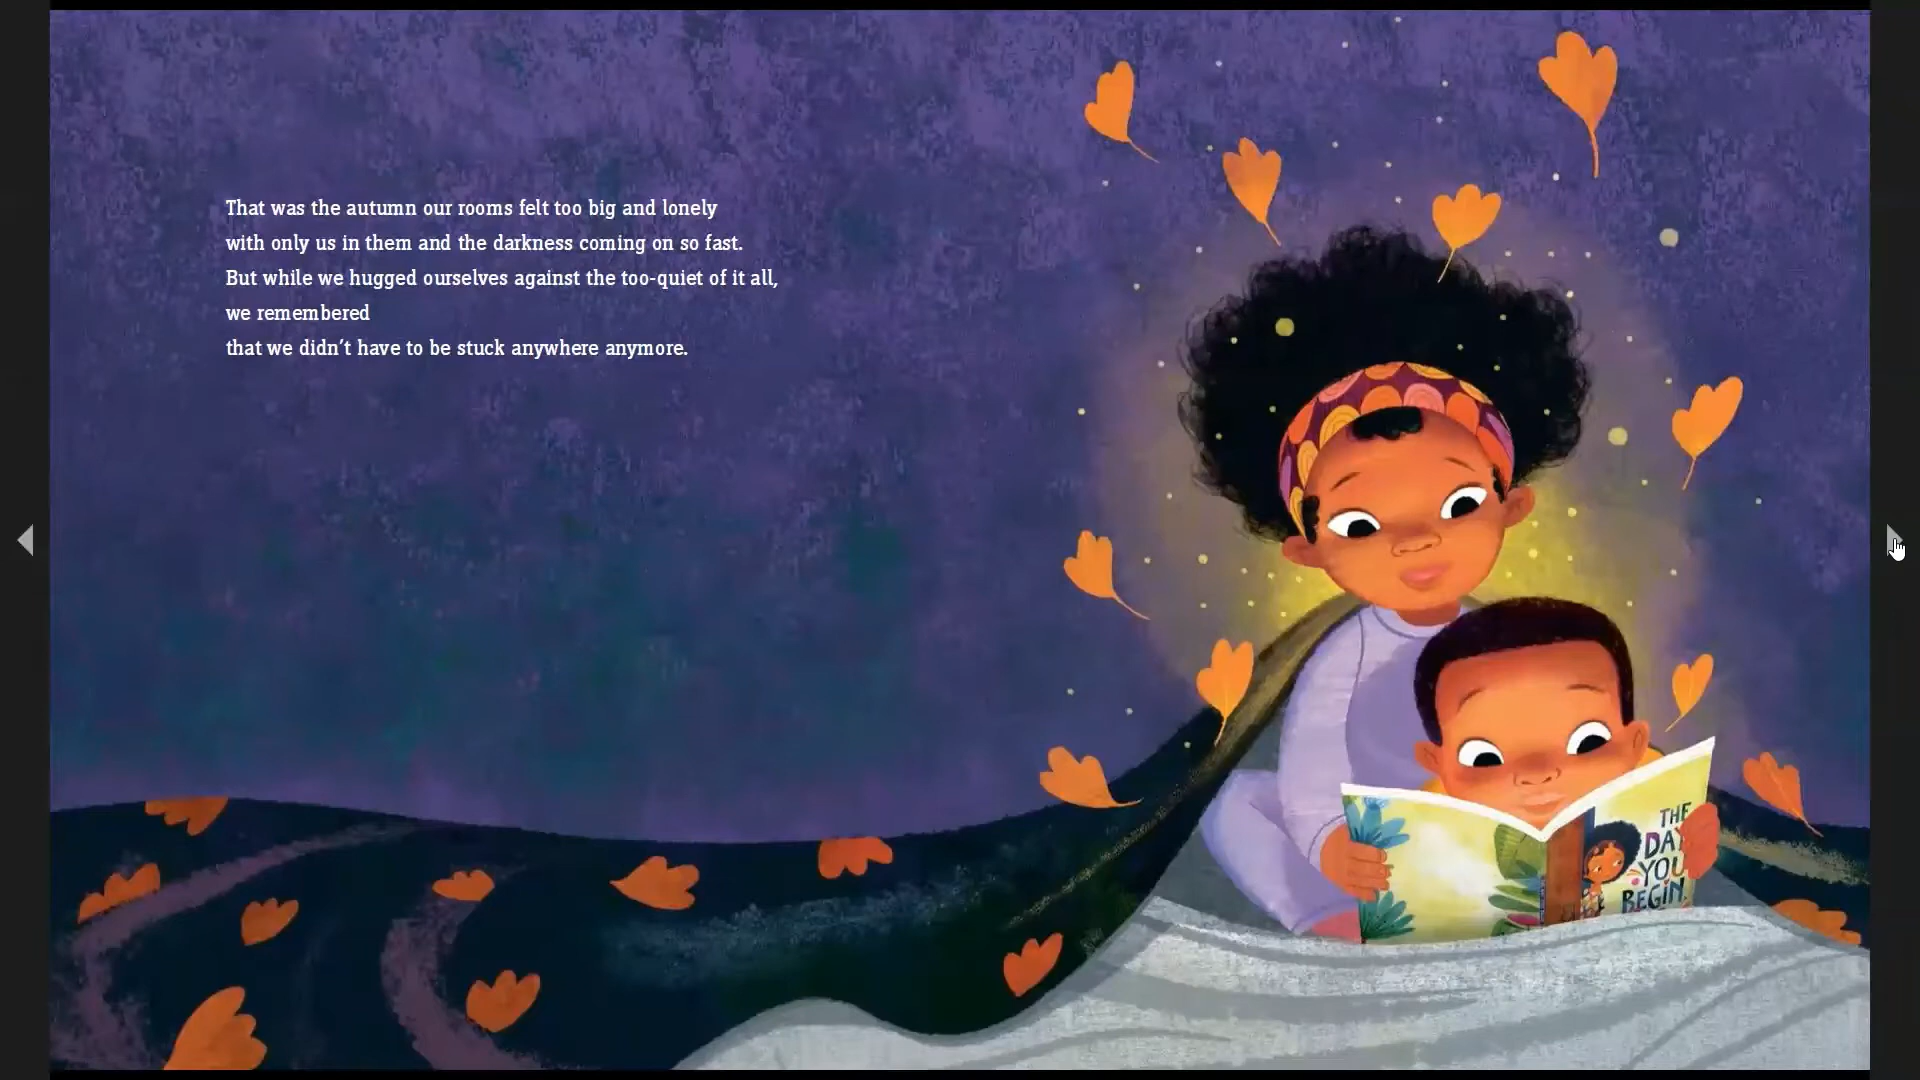 That was the autumn our rooms felt too big and lonely
with only us in them and the darkness coming on so fast.
But while we hugged ourselves against the too-quiet of it all,
we remembered
that we didn’t have to be stuck anywhere anymore.
THE
DAY
YOU
BEGIN